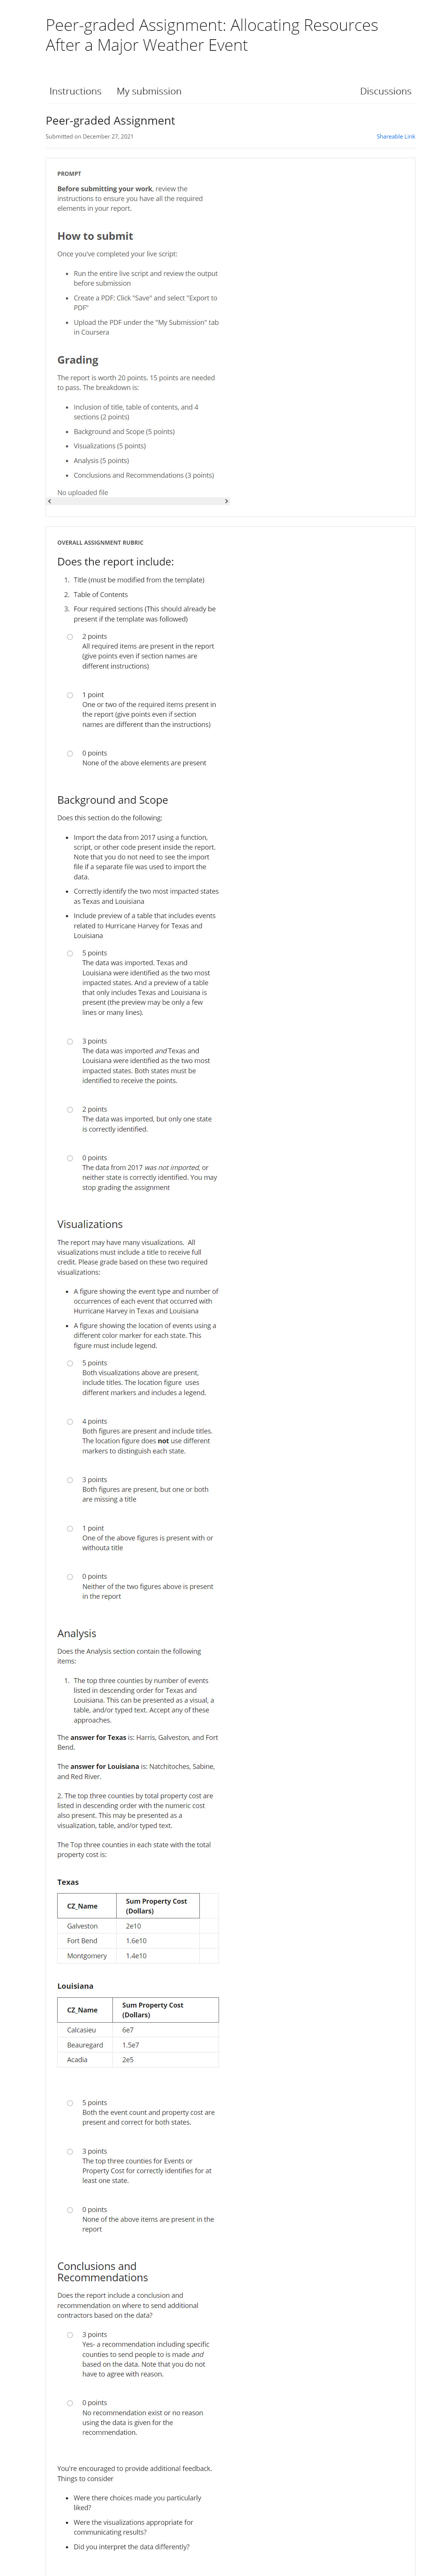 Peer-graded Assignment: Allocating Resources
After a Major Weather Event
Instructions My submission Discussions
Peer-graded Assignment
Submitted on December 27, 2021 Shareable Link
PROMPT
Before submitting your work, review the
instructions to ensure you have all the required
elements in your report.
How to submit
Once you've completed your live script:
• Run the entire live script and review the output
before submission
• Create a PDF: Click "Save" and select "Export to
PDF"
• Upload the PDF under the "My Submission" tab
in Coursera
Grading
The report is worth 20 points. 15 points are needed
to pass. The breakdown is:
• Inclusion of title, table of contents, and 4
sections (2 points)
• Background and Scope (5 points)
• Visualizations (5 points)
• Analysis (5 points)
• Conclusions and Recommendations (3 points)
No uploaded file
OVERALL ASSIGNMENT RUBRIC
Does the report include:
1. Title (must be modified from the template)
2. Table of Contents
3. Four required sections (This should already be
present if the template was followed)
2 points
All required items are present in the report
(give points even if section names are
different instructions)
1 point
One or two of the required items present in
the report (give points even if section
names are different than the instructions)
0 points
None of the above elements are present
Background and Scope
Does this section do the following:
• Import the data from 2017 using a function,
script, or other code present inside the report.
Note that you do not need to see the import
file if a separate file was used to import the
data.
• Correctly identify the two most impacted states
as Texas and Louisiana
• Include preview of a table that includes events
related to Hurricane Harvey for Texas and
Louisiana
5 points
The data was imported. Texas and
Louisiana were identified as the two most
impacted states. And a preview of a table
that only includes Texas and Louisiana is
present (the preview may be only a few
lines or many lines).
3 points
The data was imported and Texas and
Louisiana were identified as the two most
impacted states. Both states must be
identified to receive the points.
2 points
The data was imported, but only one state
is correctly identified.
0 points
The data from 2017 was not imported, or
neither state is correctly identified. You may
stop grading the assignment
Visualizations
The report may have many visualizations. All
visualizations must include a title to receive full
credit. Please grade based on these two required
visualizations:
• A figure showing the event type and number of
occurrences of each event that occurred with
Hurricane Harvey in Texas and Louisiana
• A figure showing the location of events using a
different color marker for each state. This
figure must include legend.
5 points
Both visualizations above are present,
include titles. The location figure uses
different markers and includes a legend.
4 points
Both figures are present and include titles.
The location figure does not use different
markers to distinguish each state.
3 points
Both figures are present, but one or both
are missing a title
1 point
One of the above figures is present with or
withouta title
0 points
Neither of the two figures above is present
in the report
Analysis
Does the Analysis section contain the following
items:
1. The top three counties by number of events
listed in descending order for Texas and
Louisiana. This can be presented as a visual, a
table, and/or typed text. Accept any of these
approaches.
The answer for Texas is: Harris, Galveston, and Fort
Bend.
The answer for Louisiana is: Natchitoches, Sabine,
and Red River.
2. The top three counties by total property cost are
listed in descending order with the numeric cost
also present. This may be presented as a
visualization, table, and/or typed text.
The Top three counties in each state with the total
property cost is:
Texas
CZ_Name Sum Property Cost
(Dollars)
Galveston 2e10
Fort Bend 1.6e10
Montgomery 1.4e10
Louisiana
CZ_Name Sum Property Cost
(Dollars)
Calcasieu 6e7
Beauregard 1.5e7
Acadia 2e5
5 points
Both the event count and property cost are
present and correct for both states.
3 points
The top three counties for Events or
Property Cost for correctly identifies for at
least one state.
0 points
None of the above items are present in the
report
Conclusions and
Recommendations
Does the report include a conclusion and
recommendation on where to send additional
contractors based on the data?
3 points
Yes- a recommendation including specific
counties to send people to is made and
based on the data. Note that you do not
have to agree with reason.
0 points
No recommendation exist or no reason
using the data is given for the
recommendation.
You're encouraged to provide additional feedback.
Things to consider
• Were there choices made you particularly
liked?
• Were the visualizations appropriate for
communicating results?
• Did you interpret the data differently?